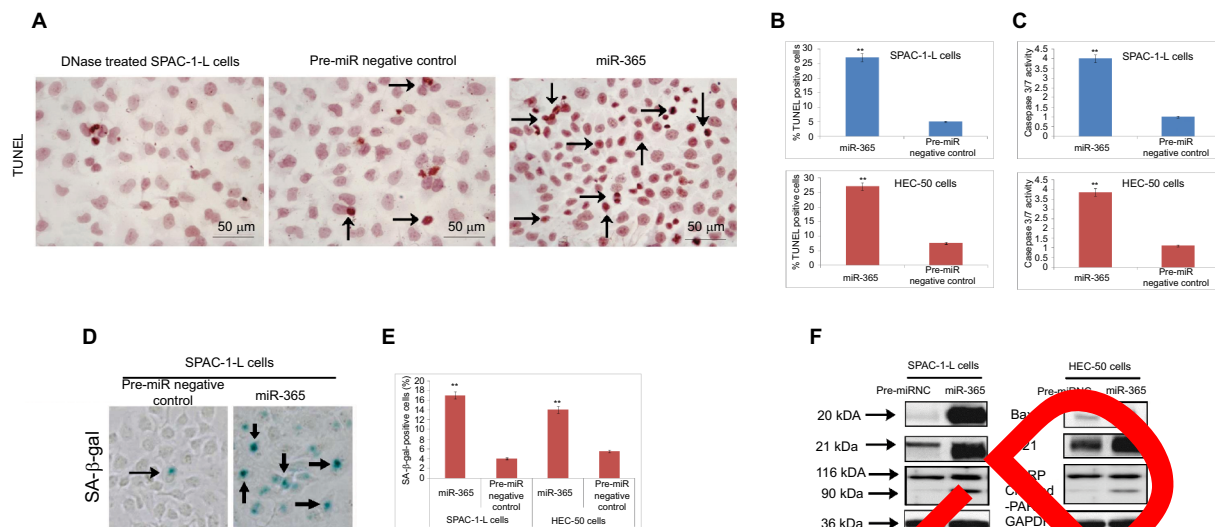 A
DNase treated SPAC-1-L cells
Pre-miR negative control
miR-365
TUNEL
50 μm
50 μm
50 μm
B
% TUNEL positive cells
30
25
20
15
10
5
0
**
SPAC-1-L cells
miR-365
Pre-miR
negative control
% TUNEL positive cells
30
25
20
15
10
5
0
**
HEC-50 cells
miR-365
Pre-miR
negative control
C
Casepase 3/7 activity
4.5
4
3.5
3
2.5
2
1.5
1
0.5
0
**
SPAC-1-L cells
miR-365
Pre-miR
negative control
Casepase 3/7 activity
4.5
4
3.5
3
2.5
2
1.5
1
0.5
0
**
HEC-50 cells
miR-365
Pre-miR
negative control
D
SPAC-1-L cells
Pre-miR negative
control
miR-365
SA-β-gal
E
SA-β-gal-positive cells (%)
20
18
16
14
12
10
8
6
4
2
0
**
**
miR-365
Pre-miR
negative
control
miR-365
Pre-miR
negative
control
SPAC-1-L cells
HEC-50 cells
F
SPAC-1-L cells
HEC-50 cells
Pre-miRNC
miR-365
Pre-miRNC
miR-365
20 kDA
21 kDa
21
116 kDA
90 kDa
-PAR
36 kDa
GAPDH